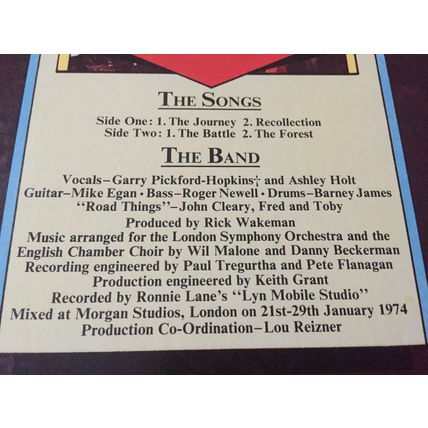 THE SONGS
Side One: 1. The Journey 2. Recollection
Side Two: 1. The Battle 2. The Forest
THE BAND
Vocals-Garry Pickford-Hopkins† and Ashley Holt
Guitar-Mike Egan · Bass-Roger Newell · Drums-Barney James
"Road Things"-John Cleary, Fred and Toby
Produced by Rick Wakeman
Music arranged for the London Symphony Orchestra and the
English Chamber Choir by Wil Malone and Danny Beckerman
Recording engineered by Paul Tregurtha and Pete Flanagan
Production engineered by Keith Grant
Recorded by Ronnie Lane's "Lyn Mobile Studio"
Mixed at Morgan Studios, London on 21st-29th January 1974
Production Co-Ordination-Lou Reizner